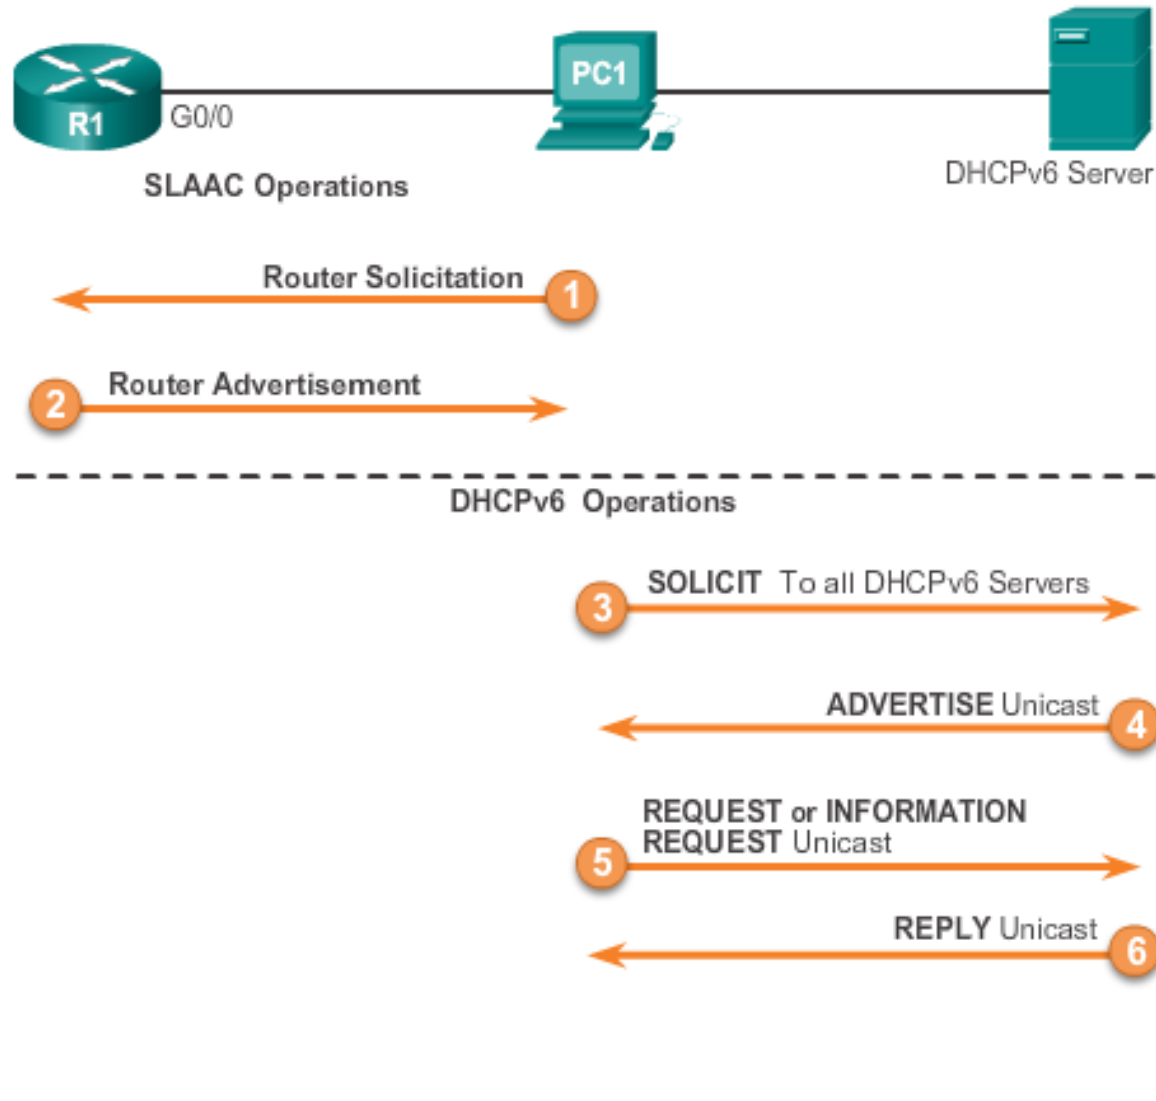 R1
G0/0
PC1
DHCPv6 Server
SLAAC Operations
Router Solicitation
1
2
Router Advertisement
DHCPv6 Operations
3
SOLICIT To all DHCPv6 Servers
ADVERTISE Unicast
4
REQUEST or INFORMATION
REQUEST Unicast
5
REPLY Unicast
6